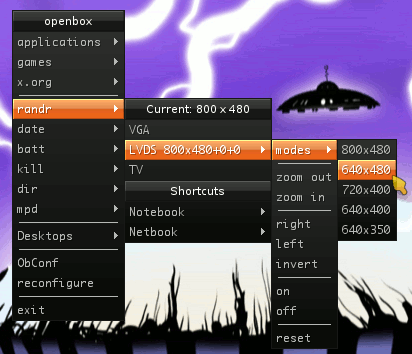 openbox
applications
games
x.org
randr
date
batt
kill
dir
mpd
Desktops
ObConf
reconfigure
exit
Current: 800 x 480
VGA
LVDS 800x480+0+0
TV
Shortcuts
Notebook
Netbook
modes
zoom out
zoom in
right
left
invert
on
off
reset
800x480
640x480
720x400
640x400
640x350